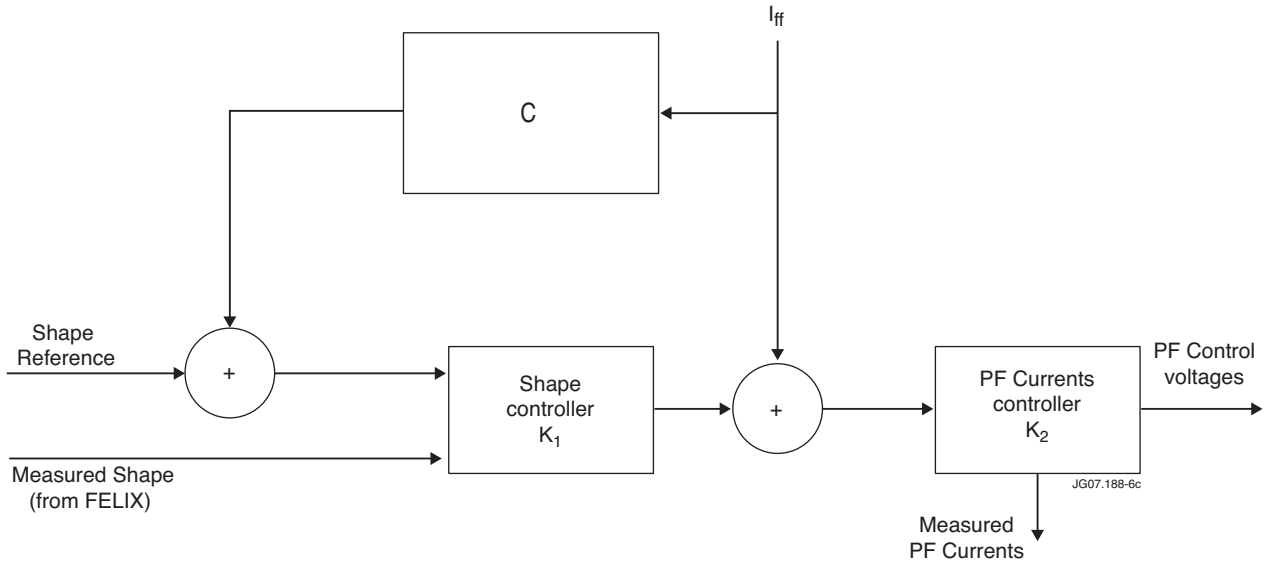 I_ff
C
Shape
Reference
+
Shape
controller
K_1
+
PF Currents
controller
K_2
PF Control
voltages
Measured Shape
(from FELIX)
JG07.188-6c
Measured
PF Currents